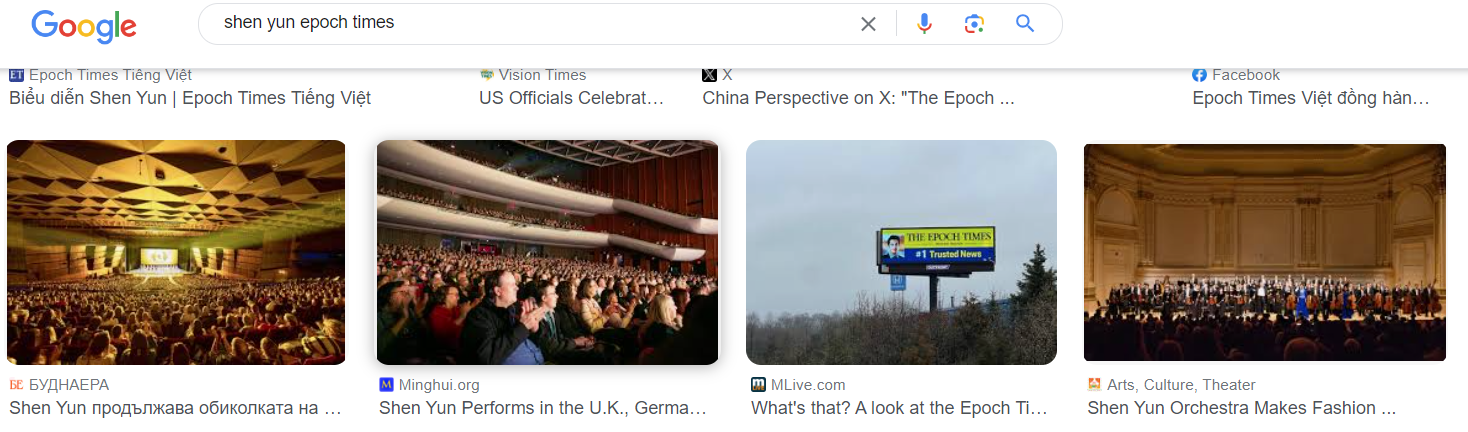 Google
shen yun epoch times
ET Epoch Times Tiếng Việt
Vision Times
X
Facebook
Biểu diễn Shen Yun | Epoch Times Tiếng Việt
US Officials Celebrat…
China Perspective on X: "The Epoch ...
Epoch Times Việt đồng hàn…
THE EPOCH TIMES
#1 Trusted News
БЕ БУДНАЕРА
M Minghui.org
M MLive.com
Arts, Culture, Theater
Shen Yun продължава обиколката на …
Shen Yun Performs in the U.K., Germa…
What's that? A look at the Epoch Ti…
Shen Yun Orchestra Makes Fashion ...